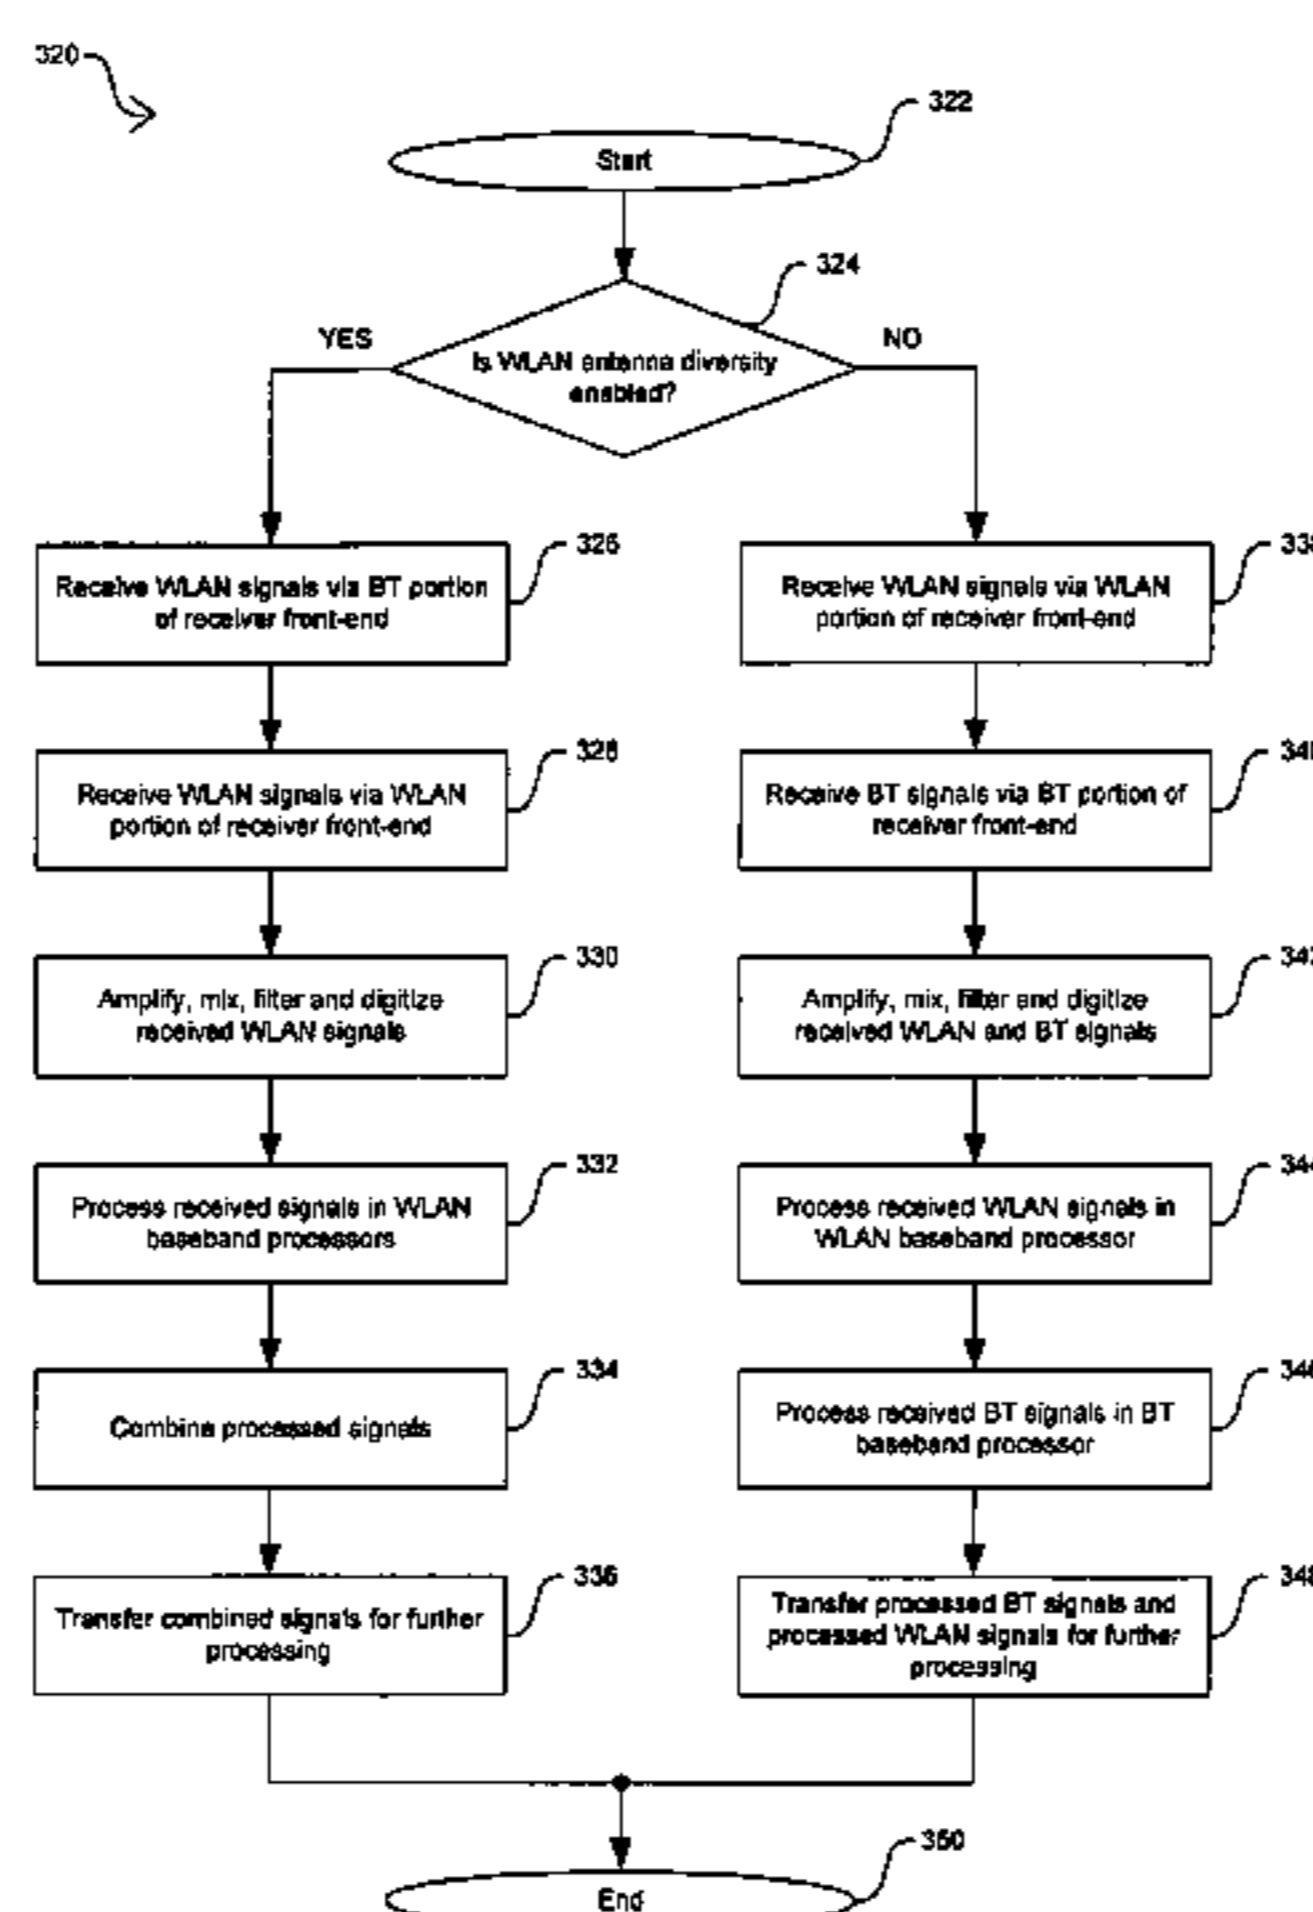 320
322
Start
324
YES
NO
Is WLAN antenna diversity
enabled?
326
Receive WLAN signals via BT portion
of receiver front-end
Receive WLAN signals via WLAN
portion of receiver front-end
328
Receive WLAN signals via WLAN
portion of receiver front-end
Receive BT signals via BT portion of
receiver front-end
330
Amplify, mix, filter and digitize
received WLAN signals
Amplify, mix, filter and digitize
received WLAN and BT signals
332
344
Process received signals in WLAN
baseband processors
Process received WLAN signals in
WLAN baseband processor
334
Combine processed signals
Process received BT signals in BT
baseband processor
336
348
Transfer combined signals for further
processing
Transfer processed BT signals and
processed WLAN signals for further
processing
350
End